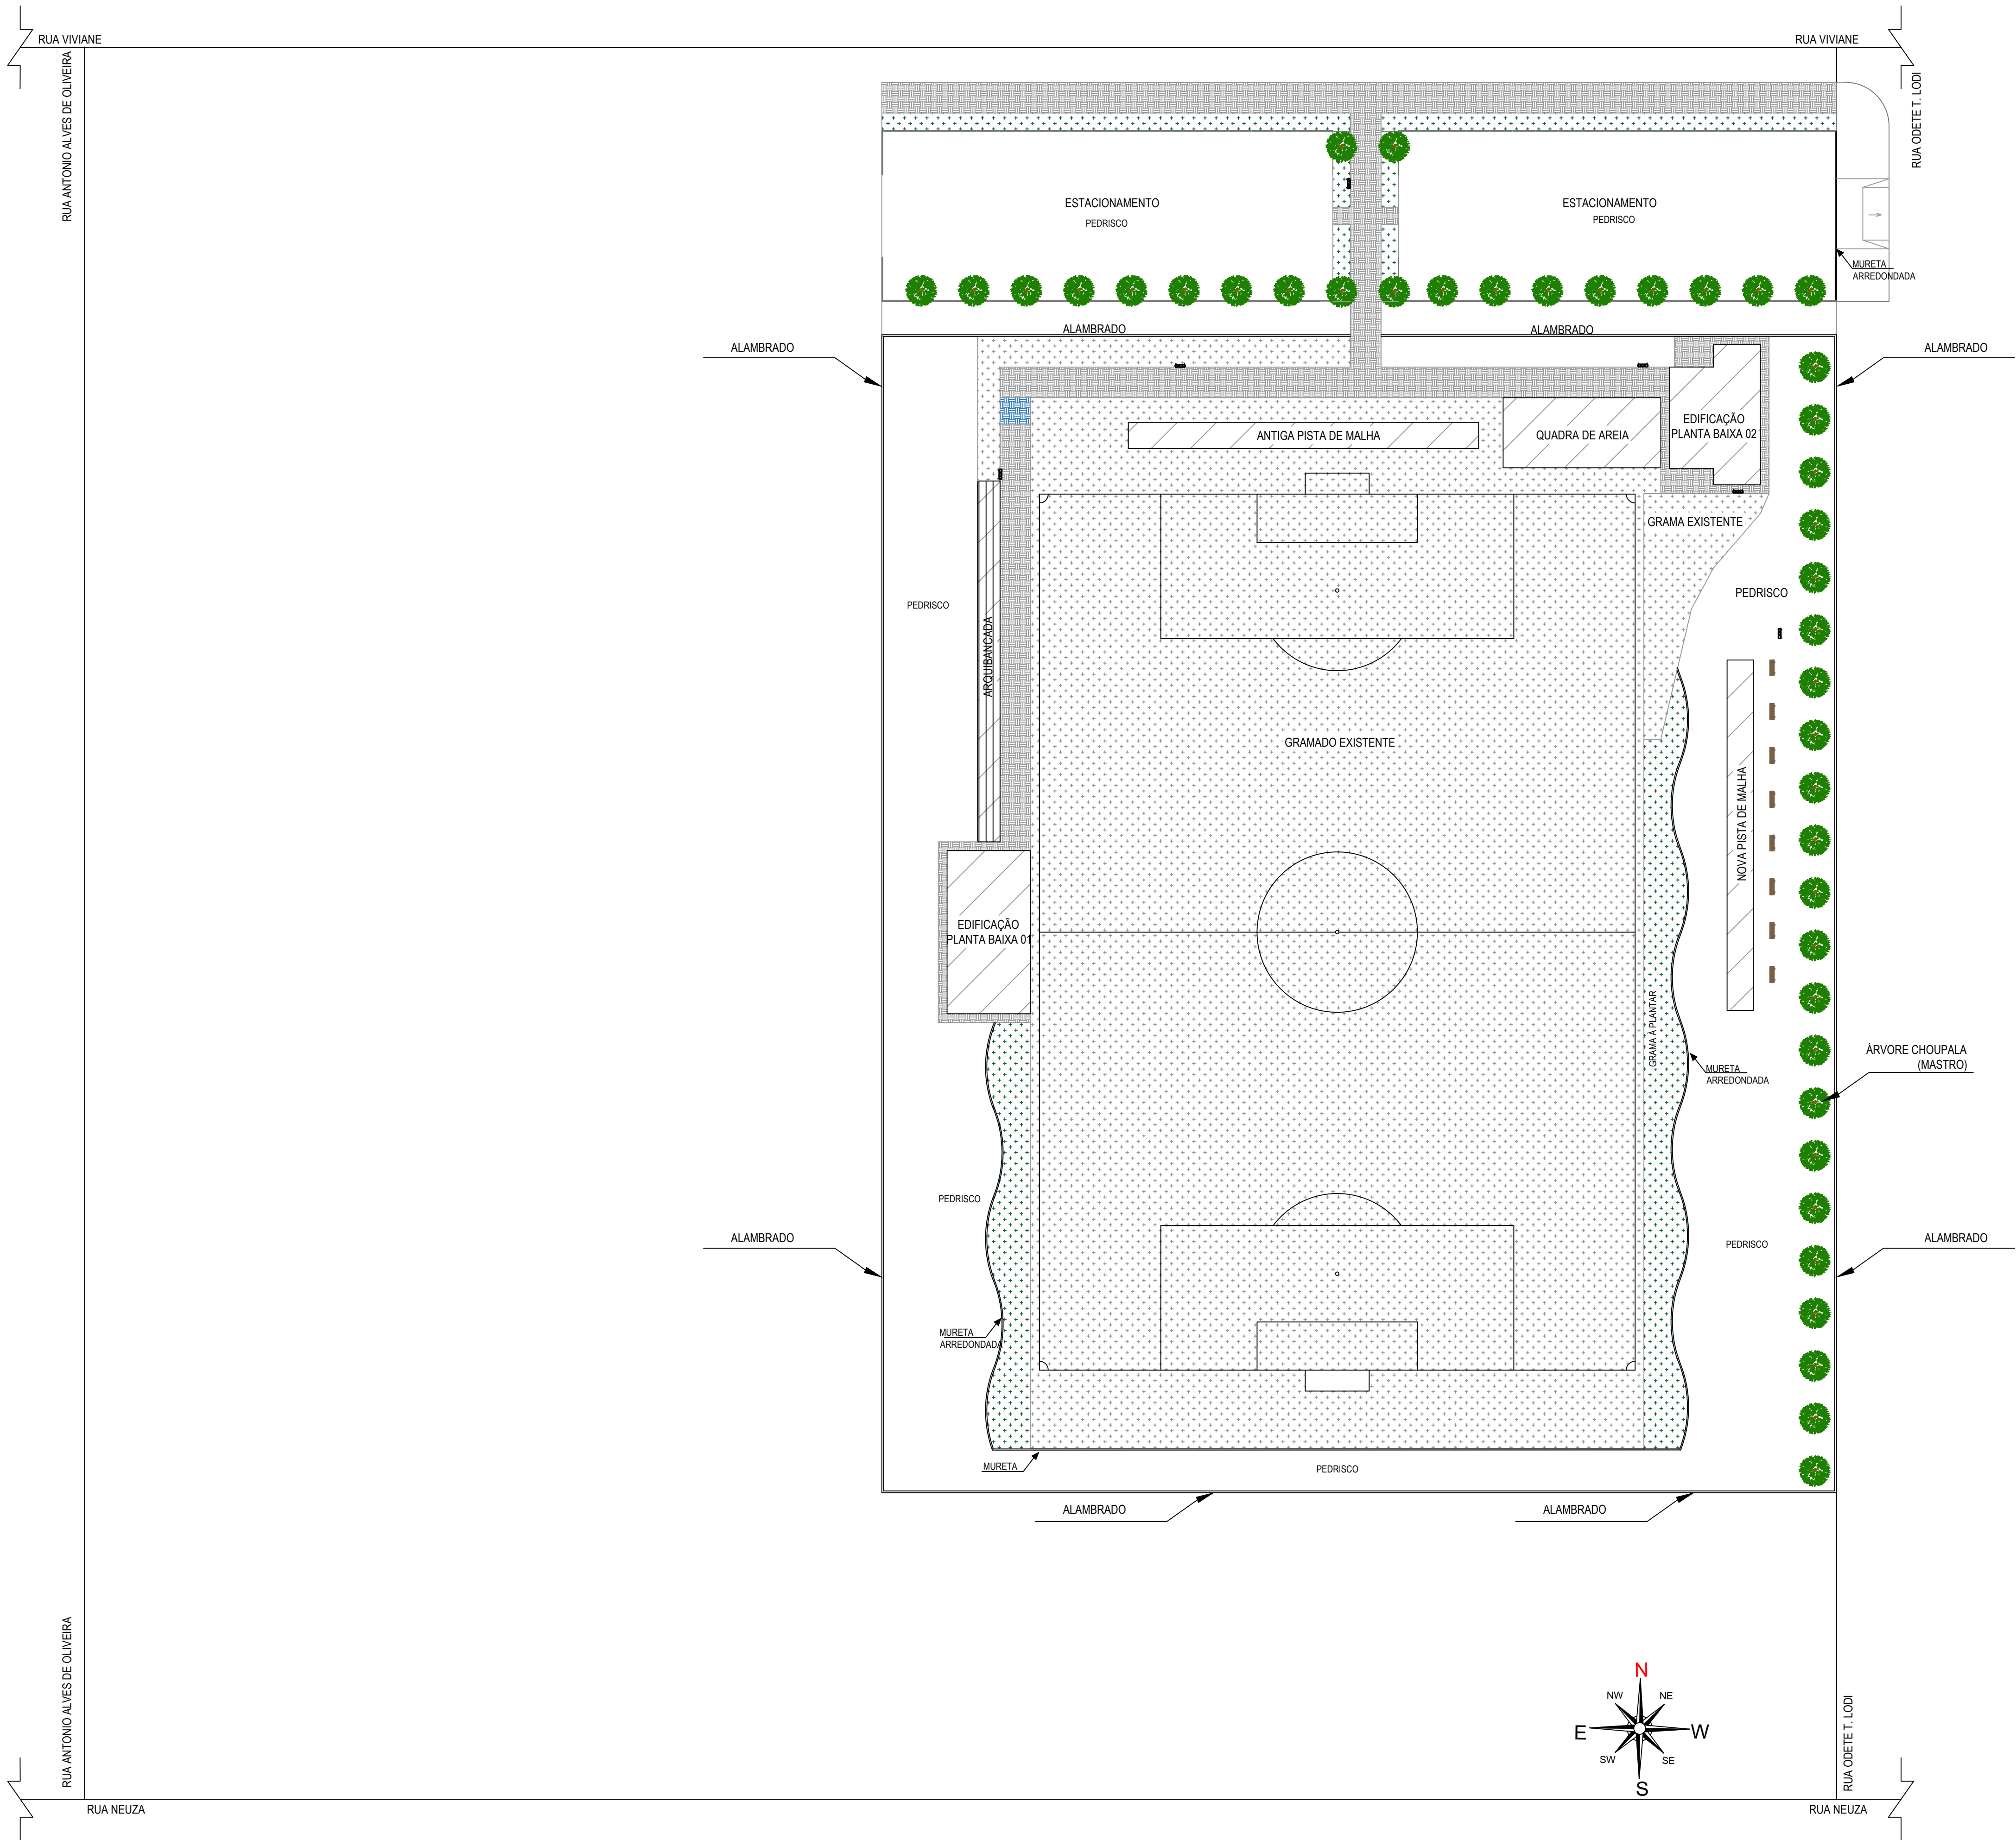 RUA VIVIANE
RUA VIVIANE
RUA ANTONIO ALVES DE OLIVEIRA
RUA ODETE T. LODI
ESTACIONAMENTO
PEDRISCO
ESTACIONAMENTO
PEDRISCO
MURETA
ARREDONDADA
ALAMBRADO
ALAMBRADO
ALAMBRADO
ALAMBRADO
EDIFICAÇÃO
PLANTA BAIXA 02
ANTIGA PISTA DE MALHA
QUADRA DE AREIA
GRAMA EXISTENTE
PEDRISCO
PEDRISCO
ARQUIBANCADA
GRAMADO EXISTENTE
NOVA PISTA DE MALHA
EDIFICAÇÃO
PLANTA BAIXA 01
GRAMA À PLANTAR
MURETA
ARREDONDADA
ÁRVORE CHOUPALA
(MASTRO)
PEDRISCO
ALAMBRADO
PEDRISCO
ALAMBRADO
MURETA
ARREDONDADA
MURETA
PEDRISCO
ALAMBRADO
ALAMBRADO
RUA ANTONIO ALVES DE OLIVEIRA
N
NW
NE
E
W
SW
SE
S
RUA ODETE T. LODI
RUA NEUZA
RUA NEUZA